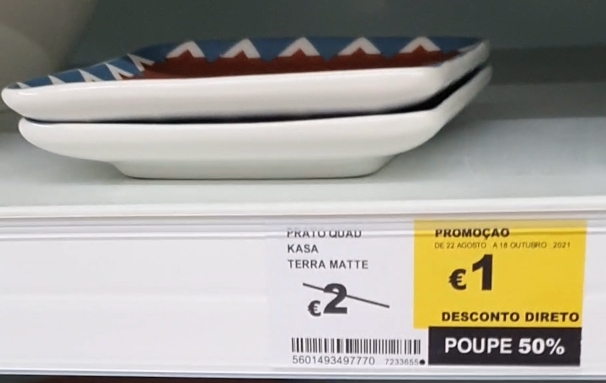 PRATO QUAD
KASA
TERRA MATTE
€2
5601493497770 7233655
PROMOÇÃO
DE 22 AGOSTO A 18 OUTUBRO 2021
€1
DESCONTO DIRETO
POUPE 50%